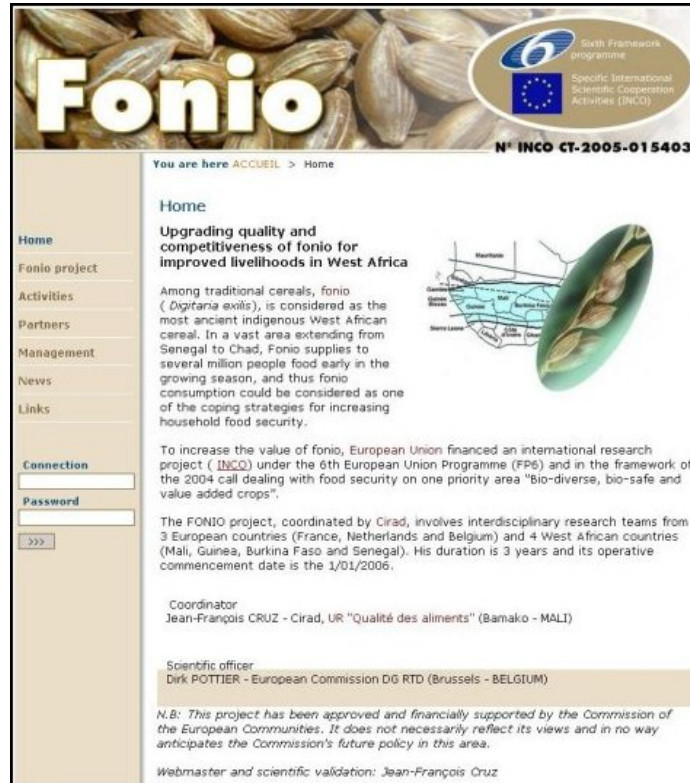 Fonio
6
Sixth Framework
programme
Specific International
Scientific Cooperation
Activities (INCO)
N° INCO CT-2005-015403
You are here ACCUEIL > Home
Home
Fonio project
Activities
Partners
Management
News
Links
Connection
Password
>>>
Home
Upgrading quality and
competitiveness of fonio for
improved livelihoods in West Africa
Mauritanie
Mali
Burkina Faso
Guinée
Bissau
Guinée
Sierra Leone
Libéria
Côte
d'Ivoire
Among traditional cereals, fonio
( Digitaria exilis), is considered as the
most ancient indigenous West African
cereal. In a vast area extending from
Senegal to Chad, Fonio supplies to
several million people food early in the
growing season, and thus fonio
consumption could be considered as one
of the coping strategies for increasing
household food security.
To increase the value of fonio, European Union financed an international research
project ( INCO) under the 6th European Union Programme (FP6) and in the framework of
the 2004 call dealing with food security on one priority area "Bio-diverse, bio-safe and
value added crops".
The FONIO project, coordinated by Cirad, involves interdisciplinary research teams from
3 European countries (France, Netherlands and Belgium) and 4 West African countries
(Mali, Guinea, Burkina Faso and Senegal). His duration is 3 years and its operative
commencement date is the 1/01/2006.
Coordinator
Jean-François CRUZ - Cirad, UR "Qualité des aliments" (Bamako - MALI)
Scientific officer
Dirk POTTIER - European Commission DG RTD (Brussels - BELGIUM)
N.B: This project has been approved and financially supported by the Commission of
the European Communities. It does not necessarily reflect its views and in no way
anticipates the Commission's future policy in this area.
Webmaster and scientific validation: Jean-François Cruz